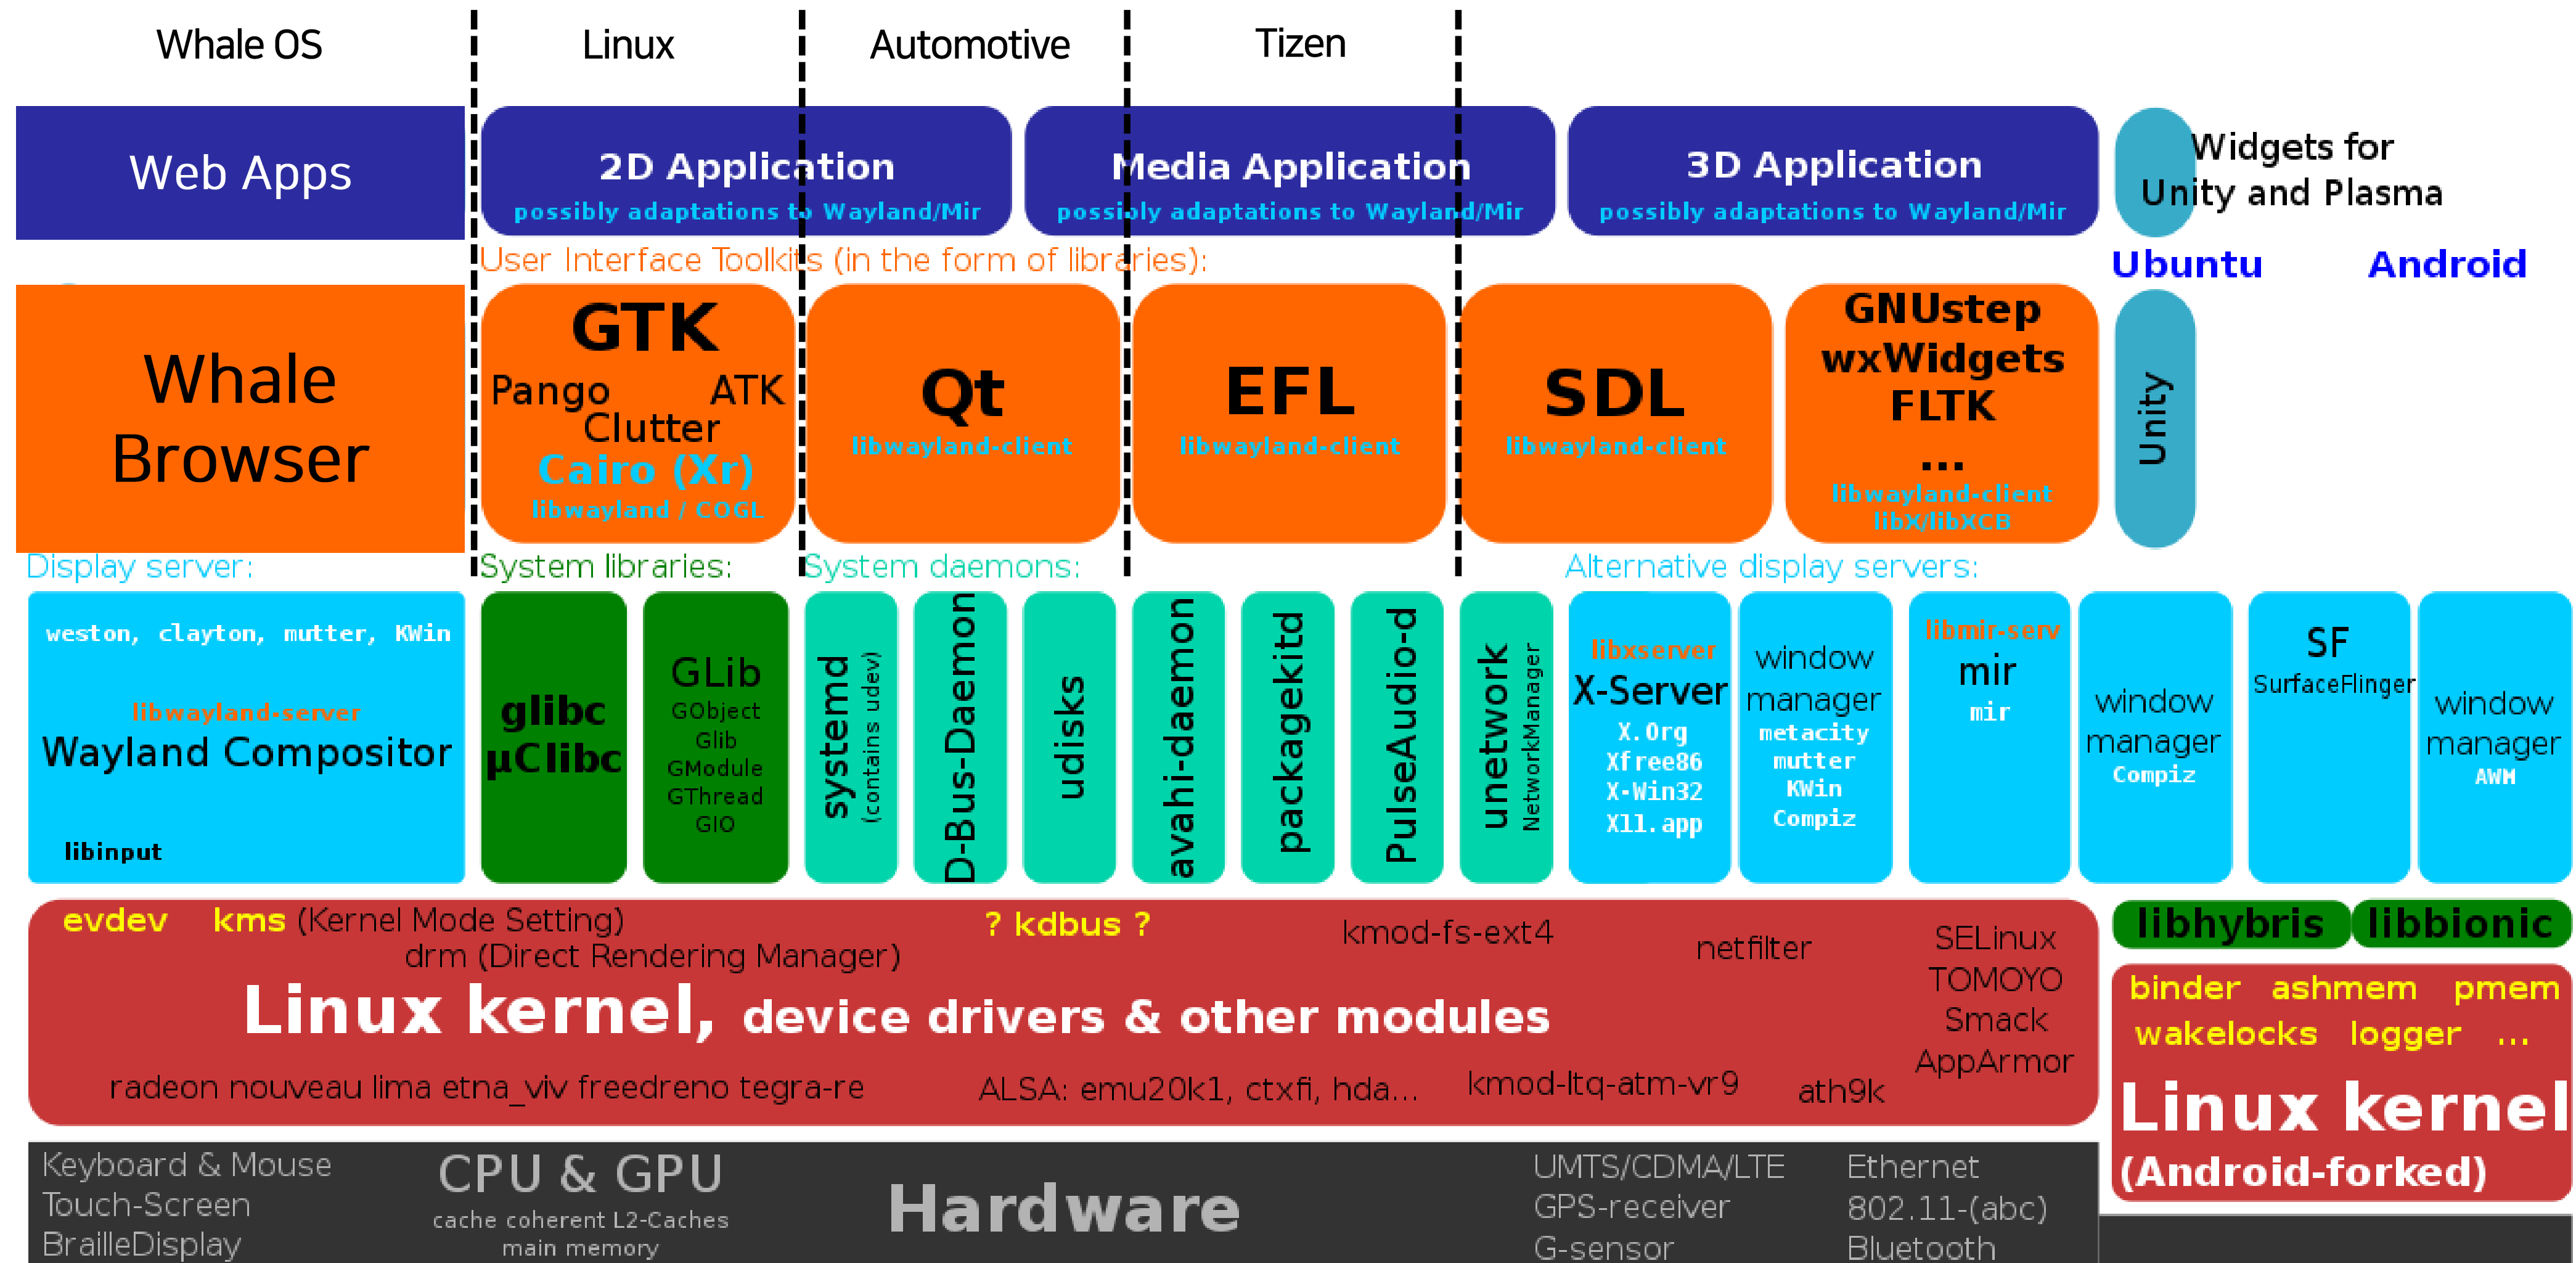 Whale OS
Linux
Automotive
Tizen
Web Apps
2D Application
possibly adaptations to Wayland/Mir
Media Application
possibly adaptations to Wayland/Mir
3D Application
possibly adaptations to Wayland/Mir
Widgets for
Unity and Plasma
User Interface Toolkits (in the form of libraries):
Ubuntu
Android
Whale
Browser
GTK
Pango
ATK
Clutter
Cairo (Xr)
libwayland / COGL
Qt
libwayland-client
EFL
libwayland-client
SDL
libwayland-client
GNUstep
wxWidgets
FLTK
...
libwayland-client
libX/libXCB
Unity
Display server:
System libraries:
System daemons:
Alternative display servers:
weston, clayton, mutter, KWin
libwayland-server
Wayland Compositor
libinput
glibc
µClibc
GLib
GObject
Glib
GModule
GThread
GIO
systemd
(contains udev)
D-Bus-Daemon
udisks
avahi-daemon
packagekitd
PulseAudio-d
unetwork
NetworkManager
libxserver
X-Server
X.Org
Xfree86
X-Win32
X11.app
window
manager
metacity
mutter
KWin
Compiz
libmir-serv
mir
mir
window
manager
Compiz
SF
SurfaceFlinger
window
manager
AWM
evdev
kms (Kernel Mode Setting)
drm (Direct Rendering Manager)
? kdbus ?
kmod-fs-ext4
netfilter
SELinux
TOMOYO
Smack
AppArmor
Linux kernel, device drivers & other modules
radeon nouveau lima etna_viv freedreno tegra-re
ALSA: emu20k1, ctxfi, hda...
kmod-ltq-atm-vr9
ath9k
libhybris
libbionic
binder ashmem pmem
wakelocks logger ...
Linux kernel
(Android-forked)
Keyboard & Mouse
Touch-Screen
BrailleDisplay
CPU & GPU
cache coherent L2-Caches
main memory
Hardware
UMTS/CDMA/LTE
GPS-receiver
G-sensor
Ethernet
802.11-(abc)
Bluetooth